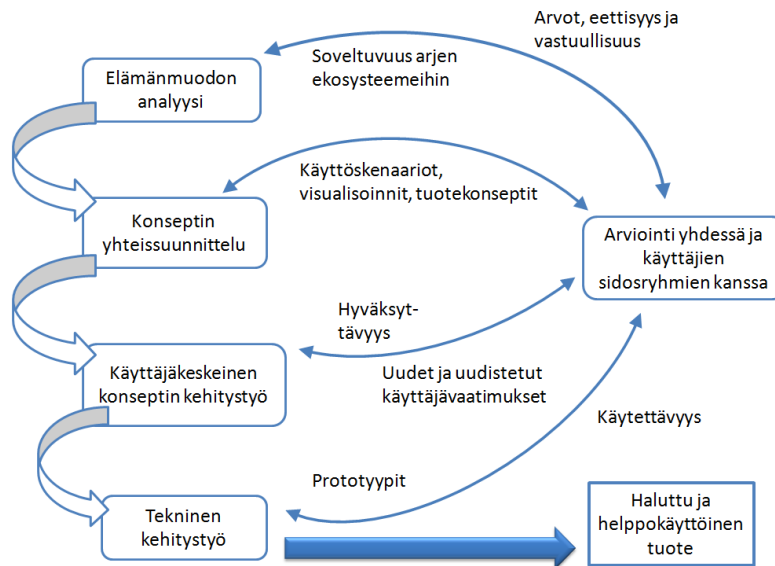 Arvot, eettisyys ja
vastuullisuus
Soveltuvuus arjen
ekosysteemeihin
Elämänmuodon
analyysi
Käyttöskenaariot,
visualisoinnit, tuotekonseptit
Konseptin
yhteissuunnittelu
Arviointi yhdessä ja
käyttäjien
sidosryhmien kanssa
Hyväksyt-
tävyys
Käyttäjäkeskeinen
konseptin kehitystyö
Uudet ja uudistetut
käyttäjävaatimukset
Käytettävyys
Prototyypit
Tekninen
kehitystyö
Haluttu ja
helppokäyttöinen
tuote